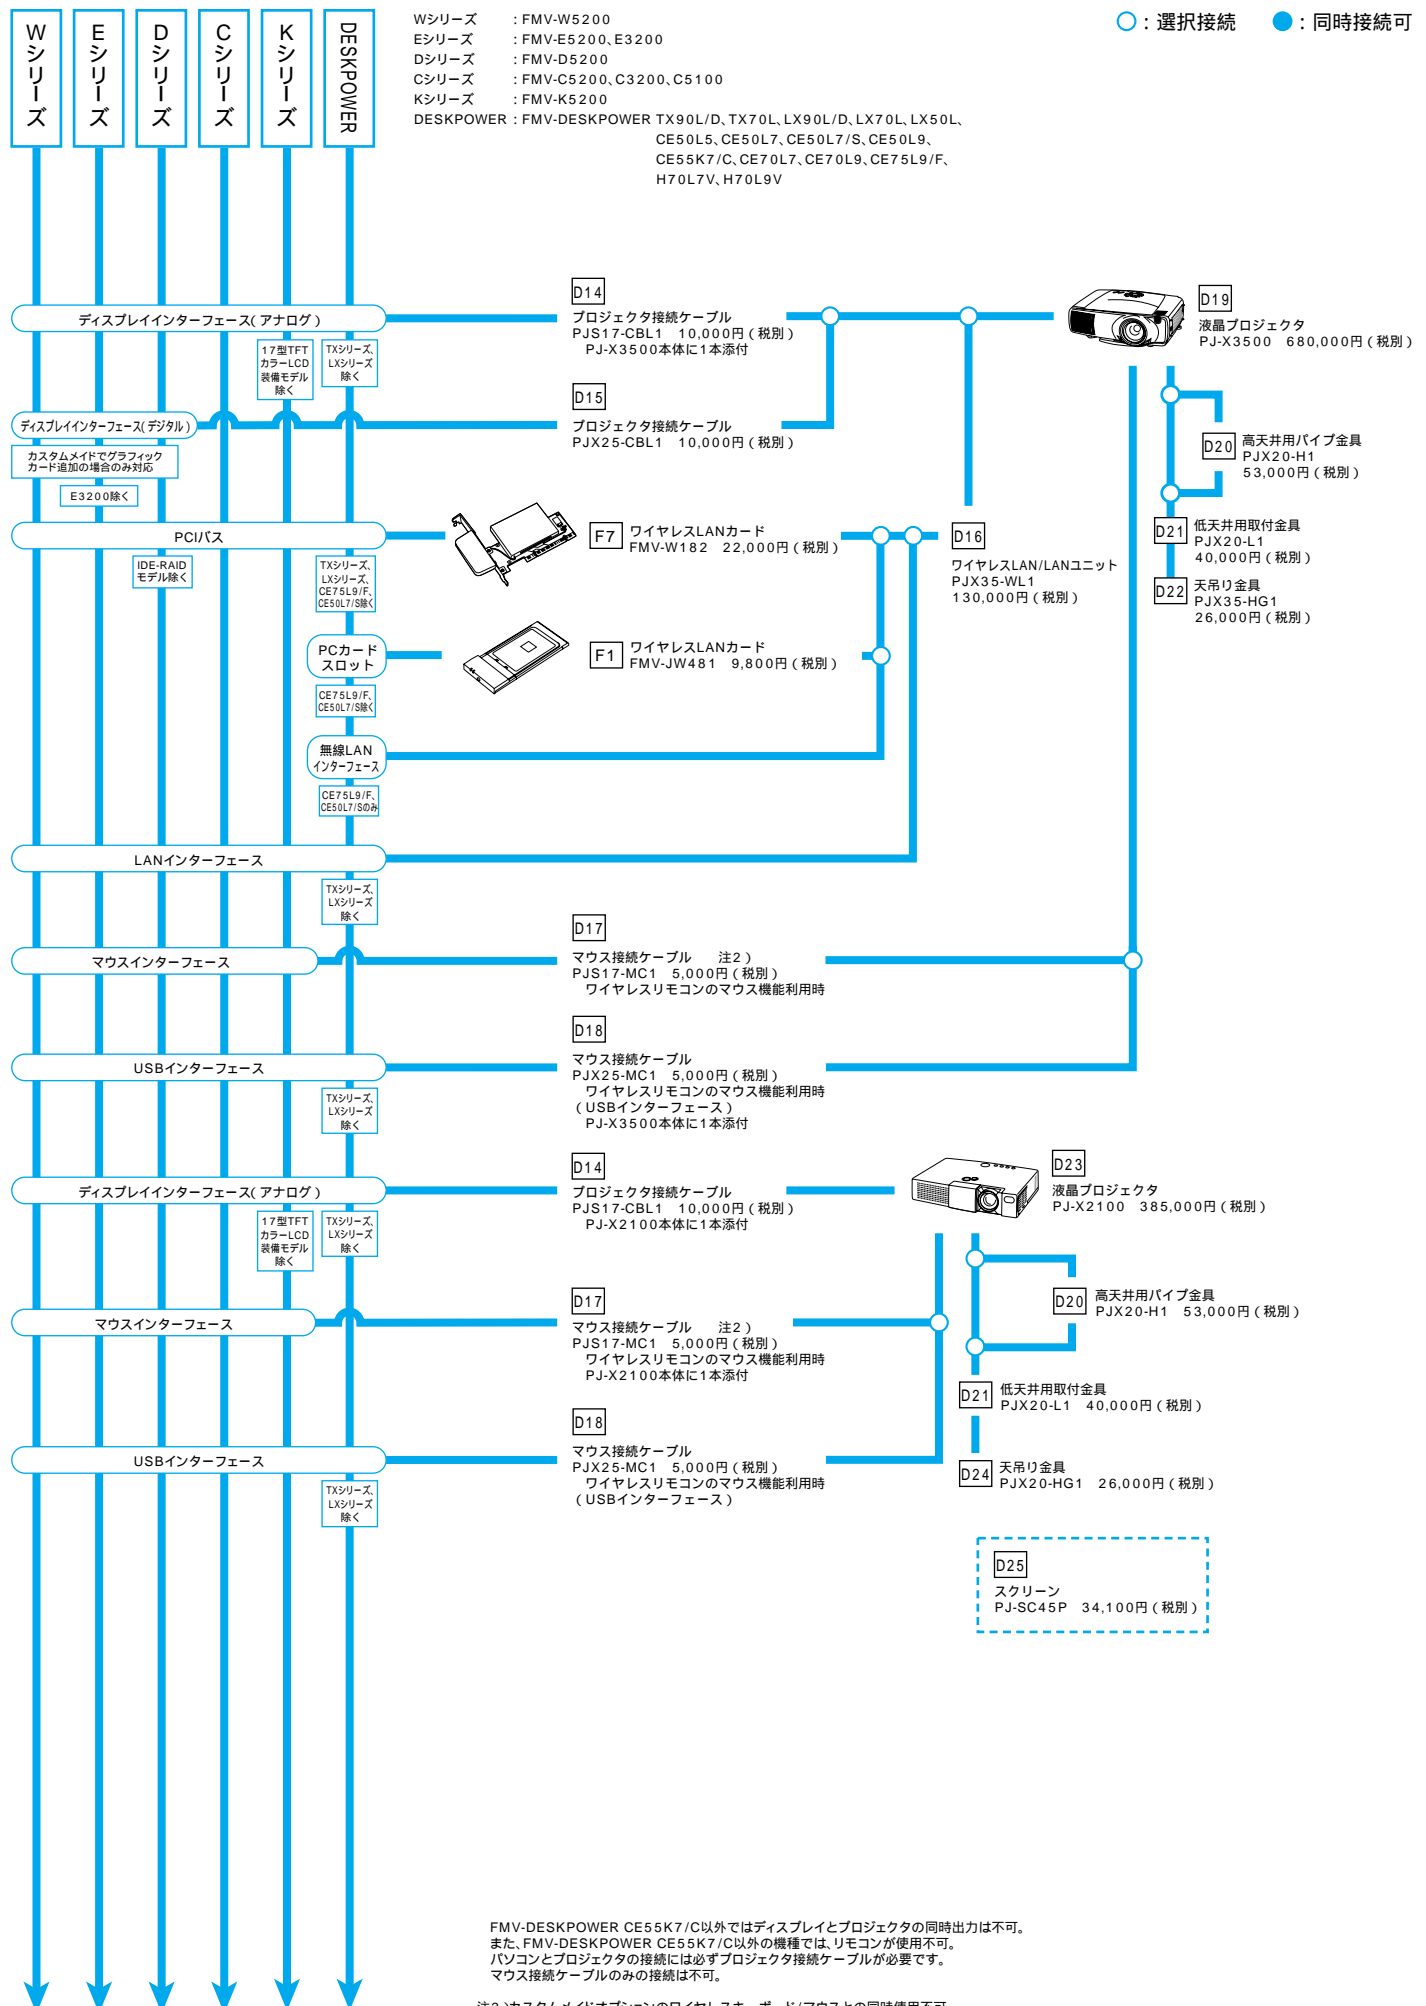 Wシリーズ
Eシリーズ
Dシリーズ
Cシリーズ
Kシリーズ
DESKPOWER
Wシリーズ : FMV-W5200
Eシリーズ : FMV-E5200、E3200
Dシリーズ : FMV-D5200
Cシリーズ : FMV-C5200、C3200、C5100
Kシリーズ : FMV-K5200
DESKPOWER : FMV-DESKPOWER TX90L/D、TX70L、LX90L/D、LX70L、LX50L、
CE50L5、CE50L7、CE50L7/S、CE50L9、
CE55K7/C、CE70L7、CE70L9、CE75L9/F、
H70L7V、H70L9V
○：選択接続 ●：同時接続可
ディスプレイインターフェース(アナログ)
17型TFT
カラーLCD
装備モデル
除く
TXシリーズ、
LXシリーズ
除く
D14
プロジェクタ接続ケーブル
PJS17-CBL1 10,000円(税別)
PJ-X3500本体に1本添付
D19
液晶プロジェクタ
PJ-X3500 680,000円(税別)
ディスプレイインターフェース(デジタル)
カスタムメイドでグラフィック
カード追加の場合のみ対応
E3200除く
D15
プロジェクタ接続ケーブル
PJX25-CBL1 10,000円(税別)
D20
高天井用パイプ金具
PJX20-H1
53,000円(税別)
D21
低天井用取付金具
PJX20-L1
40,000円(税別)
D22
天吊り金具
PJX35-HG1
26,000円(税別)
PCIバス
IDE-RAID
モデル除く
TXシリーズ、
LXシリーズ、
CE75L9/F、
CE50L7/S除く
F7
ワイヤレスLANカード
FMV-W182 22,000円(税別)
D16
ワイヤレスLAN/LANユニット
PJX35-WL1
130,000円(税別)
PCカード
スロット
CE75L9/F、
CE50L7/S除く
F1
ワイヤレスLANカード
FMV-JW481 9,800円(税別)
無線LAN
インターフェース
CE75L9/F、
CE50L7/Sのみ
LANインターフェース
TXシリーズ、
LXシリーズ
除く
マウスインターフェース
D17
マウス接続ケーブル 注2)
PJS17-MC1 5,000円(税別)
ワイヤレスリモコンのマウス機能利用時
USBインターフェース
TXシリーズ、
LXシリーズ
除く
D18
マウス接続ケーブル
PJX25-MC1 5,000円(税別)
ワイヤレスリモコンのマウス機能利用時
(USBインターフェース)
PJ-X3500本体に1本添付
ディスプレイインターフェース(アナログ)
17型TFT
カラーLCD
装備モデル
除く
TXシリーズ、
LXシリーズ
除く
D14
プロジェクタ接続ケーブル
PJS17-CBL1 10,000円(税別)
PJ-X2100本体に1本添付
D23
液晶プロジェクタ
PJ-X2100 385,000円(税別)
マウスインターフェース
D17
マウス接続ケーブル 注2)
PJS17-MC1 5,000円(税別)
ワイヤレスリモコンのマウス機能利用時
PJ-X2100本体に1本添付
D20
高天井用パイプ金具
PJX20-H1 53,000円(税別)
D21
低天井用取付金具
PJX20-L1 40,000円(税別)
USBインターフェース
TXシリーズ、
LXシリーズ
除く
D18
マウス接続ケーブル
PJX25-MC1 5,000円(税別)
ワイヤレスリモコンのマウス機能利用時
(USBインターフェース)
D24
天吊り金具
PJX20-HG1 26,000円(税別)
D25
スクリーン
PJ-SC45P 34,100円(税別)
FMV-DESKPOWER CE55K7/C以外ではディスプレイとプロジェクタの同時出力は不可。
また、FMV-DESKPOWER CE55K7/C以外の機種では、リモコンが使用不可。
パソコンとプロジェクタの接続には必ずプロジェクタ接続ケーブルが必要です。
マウス接続ケーブルのみの接続は不可。
注2)カスタムメイドオプションのワイヤレスキーボード/マウスとの同時使用不可